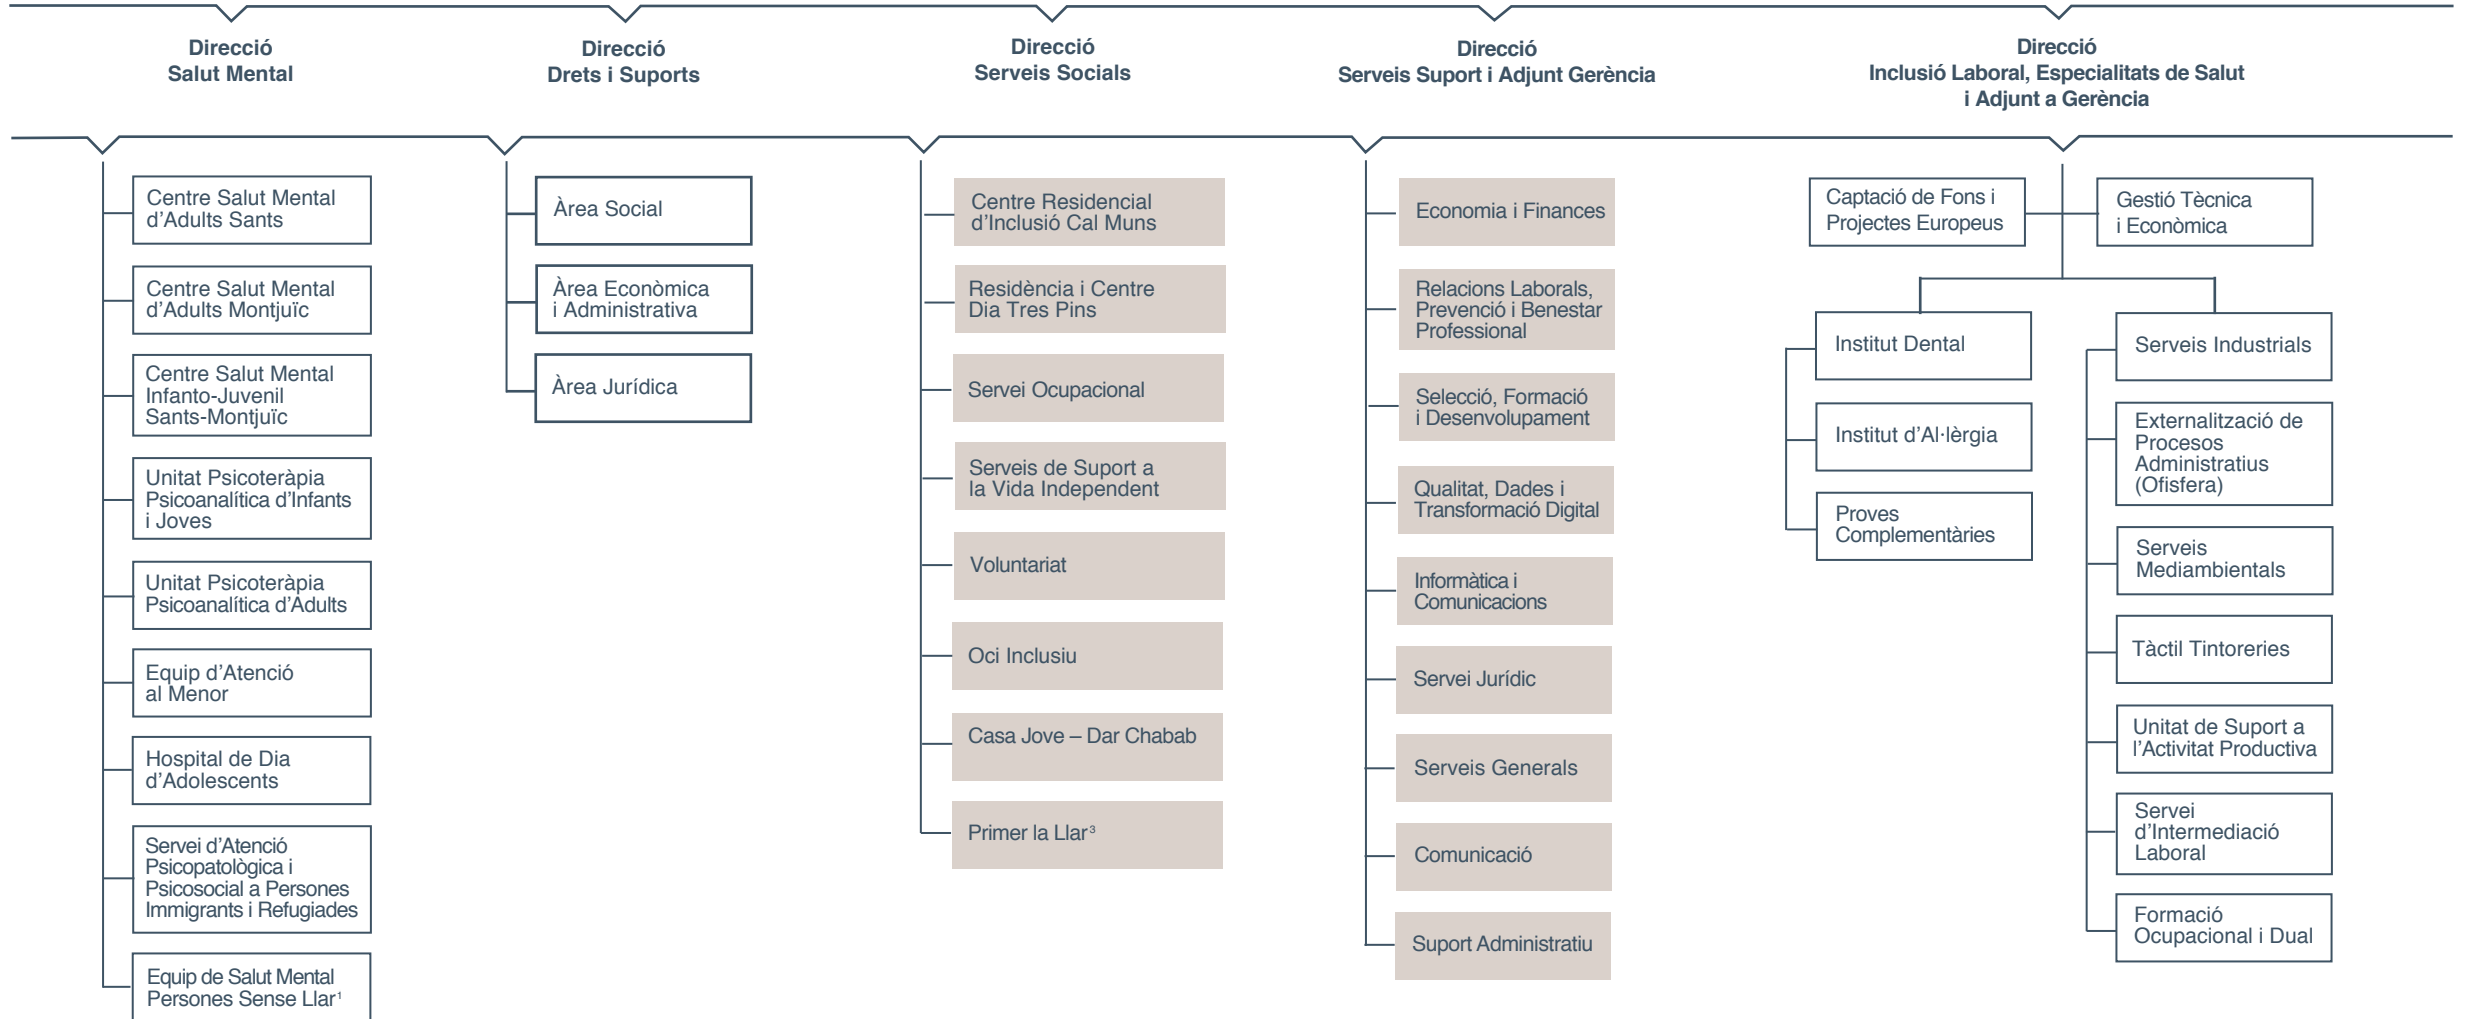 Direcció
Salut Mental
Direcció
Drets i Suports
Direcció
Serveis Socials
Direcció
Serveis Suport i Adjunt Gerència
Direcció
Inclusió Laboral, Especialitats de Salut
i Adjunt a Gerència
Centre Salut Mental
d’Adults Sants
Centre Salut Mental
d’Adults Montjuïc
Centre Salut Mental
Infanto-Juvenil
Sants-Montjuïc
Unitat Psicoteràpia
Psicoanalítica d’Infants
i Joves
Unitat Psicoteràpia
Psicoanalítica d’Adults
Equip d’Atenció
al Menor
Hospital de Dia
d’Adolescents
Servei d’Atenció
Psicopatològica i
Psicosocial a Persones
Immigrants i Refugiades
Equip de Salut Mental
Persones Sense Llar¹
Àrea Social
Àrea Econòmica
i Administrativa
Àrea Jurídica
Centre Residencial
d’Inclusió Cal Muns
Residència i Centre
Dia Tres Pins
Servei Ocupacional
Serveis de Suport a
la Vida Independent
Voluntariat
Oci Inclusiu
Casa Jove – Dar Chabab
Primer la Llar³
Economia i Finances
Relacions Laborals,
Prevenció i Benestar
Professional
Selecció, Formació
i Desenvolupament
Qualitat, Dades i
Transformació Digital
Informàtica i
Comunicacions
Servei Jurídic
Serveis Generals
Comunicació
Suport Administratiu
Captació de Fons i
Projectes Europeus
Gestió Tècnica
i Econòmica
Institut Dental
Institut d’Al·lèrgia
Proves
Complementàries
Serveis Industrials
Externalització de
Procesos
Administratius
(Ofisfera)
Serveis
Mediambientals
Tàctil Tintoreries
Unitat de Suport a
l’Activitat Productiva
Servei
d’Intermediació
Laboral
Formació
Ocupacional i Dual